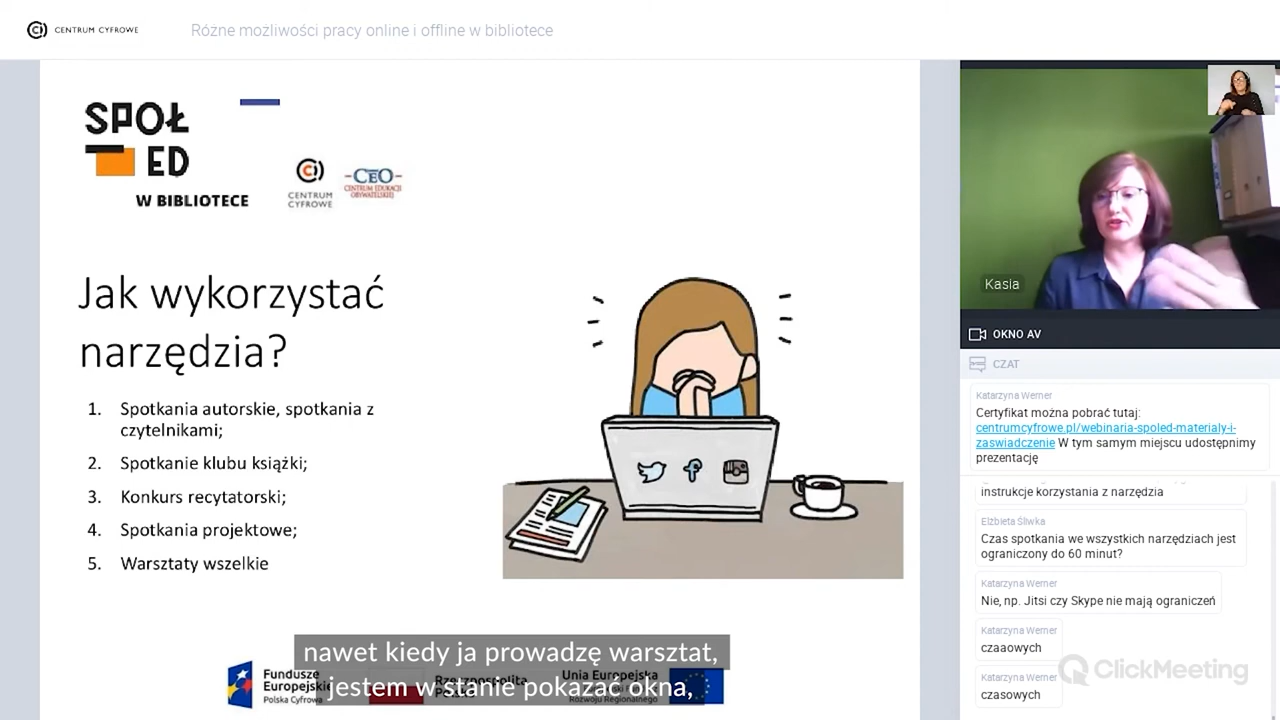 CENTRUM CYFROWE
Różne mozliwości pracy online i offline w bibliotece
SPOŁ
ED
W BIBLIOTECE
CENTRUM
CYFROWE
CEO
CENTRUM EDUKACJI
OBYWATELSKIEJ
Jak wykorzystać
narzędzia?
1. Spotkania autorskie, spotkania z
czytelnikami;
2. Spotkanie klubu książki;
3. Konkurs recytatorski;
4. Spotkania projektowe;
5. Warsztaty wszelkie
nawet kiedy ja prowadzę warsztat,
jestem w stanie pokazać okna,
Fundusze
Europejskie
Polska Cyfrowa
Rzeczpospolita
Unia Europejska
Rozwoju Regionalnego
Kasia
OKNO AV
CZAT
Katarzyna Werner
Certyfikat można pobrać tutaj:
centrumcyfrowe.pl/webinaria-spoled-materialy-i-
zaswiadczenie W tym samym miejscu udostępnimy
prezentację
instrukcje korzystania z narzędzia
Elżbieta Śliwka
Czas spotkania we wszystkich narzędziach jest
ograniczony do 60 minut?
Katarzyna Werner
Nie, np. Jitsi czy Skype nie mają ograniczeń
Katarzyna Werner
czaaowych
Katarzyna Werner
czasowych
ClickMeeting